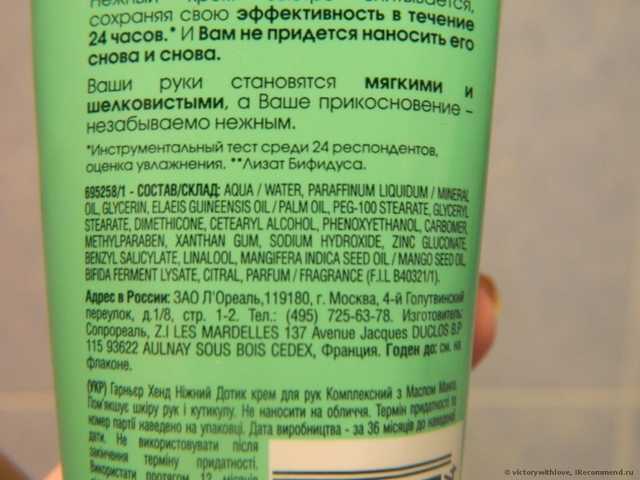 Нежный крем быстро впитывается,
сохраняя свою эффективность в течение
24 часов.* И Вам не придется наносить его
снова и снова.
Ваши руки становятся мягкими и
шелковистыми, а Ваше прикосновение –
незабываемо нежным.
*Инструментальный тест среди 24 респондентов,
оценка увлажнения. **Лизат Бифидуса.
695258/1 - СОСТАВ/СКЛАД: AQUA / WATER, PARAFFINUM LIQUIDUM / MINERAL
OIL, GLYCERIN, ELAEIS GUINEENSIS OIL / PALM OIL, PEG-100 STEARATE, GLYCERYL
STEARATE, DIMETHICONE, CETEARYL ALCOHOL, PHENOXYETHANOL, CARBOMER,
METHYLPARABEN, XANTHAN GUM, SODIUM HYDROXIDE, ZINC GLUCONATE,
BENZYL SALICYLATE, LINALOOL, MANGIFERA INDICA SEED OIL / MANGO SEED OIL,
BIFIDA FERMENT LYSATE, CITRAL, PARFUM / FRAGRANCE (F.I.L B40321/1).
Адрес в России: ЗАО Л'Ореаль,119180, г. Москва, 4-й Голутвинский
переулок, д.1/8, стр. 1-2. Тел.: (495) 725-63-78. Изготовитель:
Сопрореаль, Z.I LES MARDELLES 137 Avenue Jacques DUCLOS B.P
115 93622 AULNAY SOUS BOIS CEDEX, Франция. Годен до: см. на
флаконе.
(УКР) Гарньєр Хенд Ніжний Дотик крем для рук Комплексний з Маслом Манго.
Пом'якшує шкіру рук і кутикулу. Не наносити на обличчя. Термін придатності та
номер партії наведено на упаковці. Дата виробництва - за 36 місяців до наведеної
дати. Не використовувати після
закінчення терміну придатності.
Використати протягом 12 місяців
© victorywithlove, IRecommend.ru